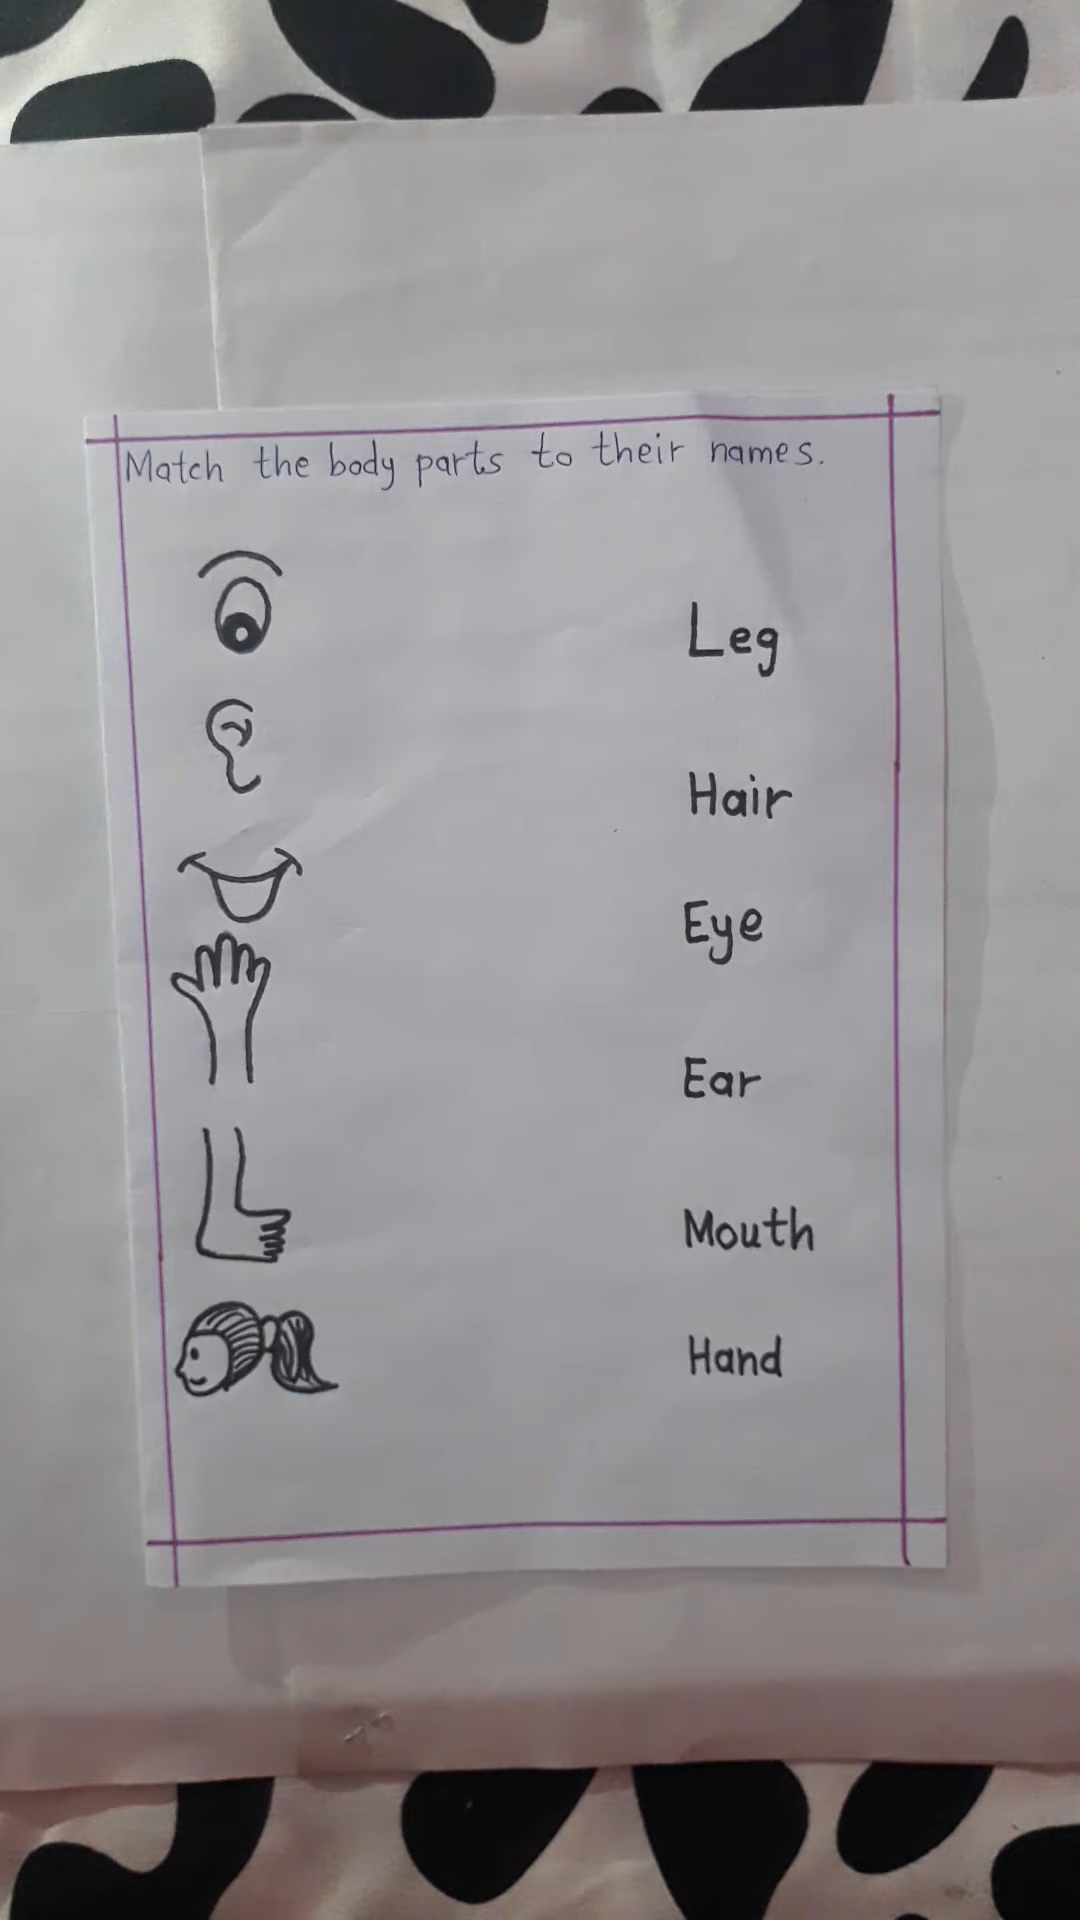 Match the body parts to their names.
Leg
Hair
Eye
Ear
Mouth
Hand